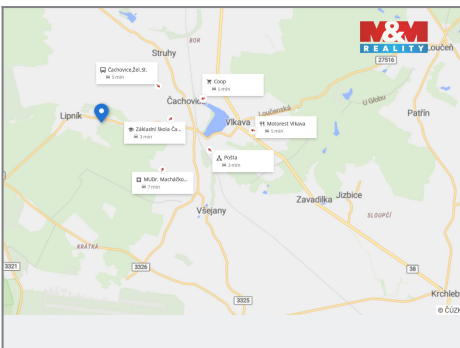 M&M
REALITY
Loučeň
BOR
Struhy
27516
Čachovice,Žel.st.
5 min
Coop
5 min
U Globu
Čachovice
Loučenská
Patřín
Lipník
Základní škola Ča...
3 min
Vlkava
Motorest Vlkava
5 min
Pošta
3 min
MUDr. Macháčko...
7 min
Jizbice
Zavadilka
Všejany
SLOUPČÍ
KRÁTKÁ
3321
3326
38
Krchleb
3325
© ČÚZK